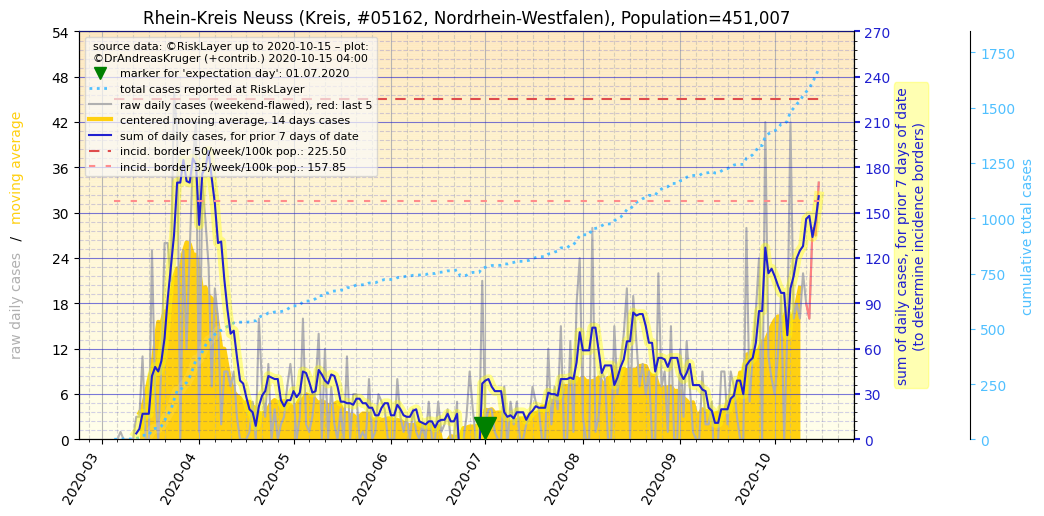 Rhein-Kreis Neuss (Kreis, #05162, Nordrhein-Westfalen), Population=451,007
source data: ©RiskLayer up to 2020-10-15 – plot:
©DrAndreasKruger (+contrib.) 2020-10-15 04:00
marker for 'expectation day': 01.07.2020
total cases reported at RiskLayer
raw daily cases (weekend-flawed), red: last 5
centered moving average, 14 days cases
sum of daily cases, for prior 7 days of date
incid. border 50/week/100k pop.: 225.50
incid. border 35/week/100k pop.: 157.85
raw daily cases / moving average
54
48
42
36
30
24
18
12
6
0
2020-03
2020-04
2020-05
2020-06
2020-07
2020-08
2020-09
2020-10
270
240
210
180
150
120
90
60
30
0
sum of daily cases, for prior 7 days of date
(to determine incidence borders)
1750
1500
1250
1000
750
500
250
0
cumulative total cases